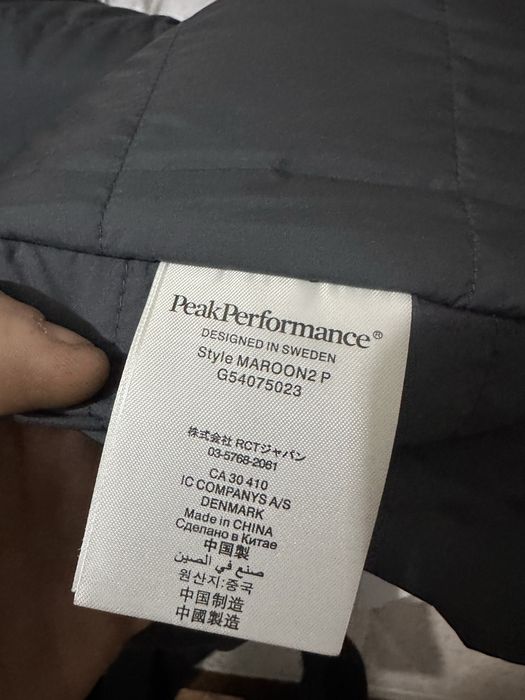 PeakPerformance®
DESIGNED IN SWEDEN
Style MAROON2 P
G54075023
株式会社 RCTジャパン
03-5768-2061
CA 30 410
IC COMPANYS A/S
DENMARK
Made in CHINA
Сделано в Китае
中国製
صنع في الصين
원산지:중국
中国制造
中國製造